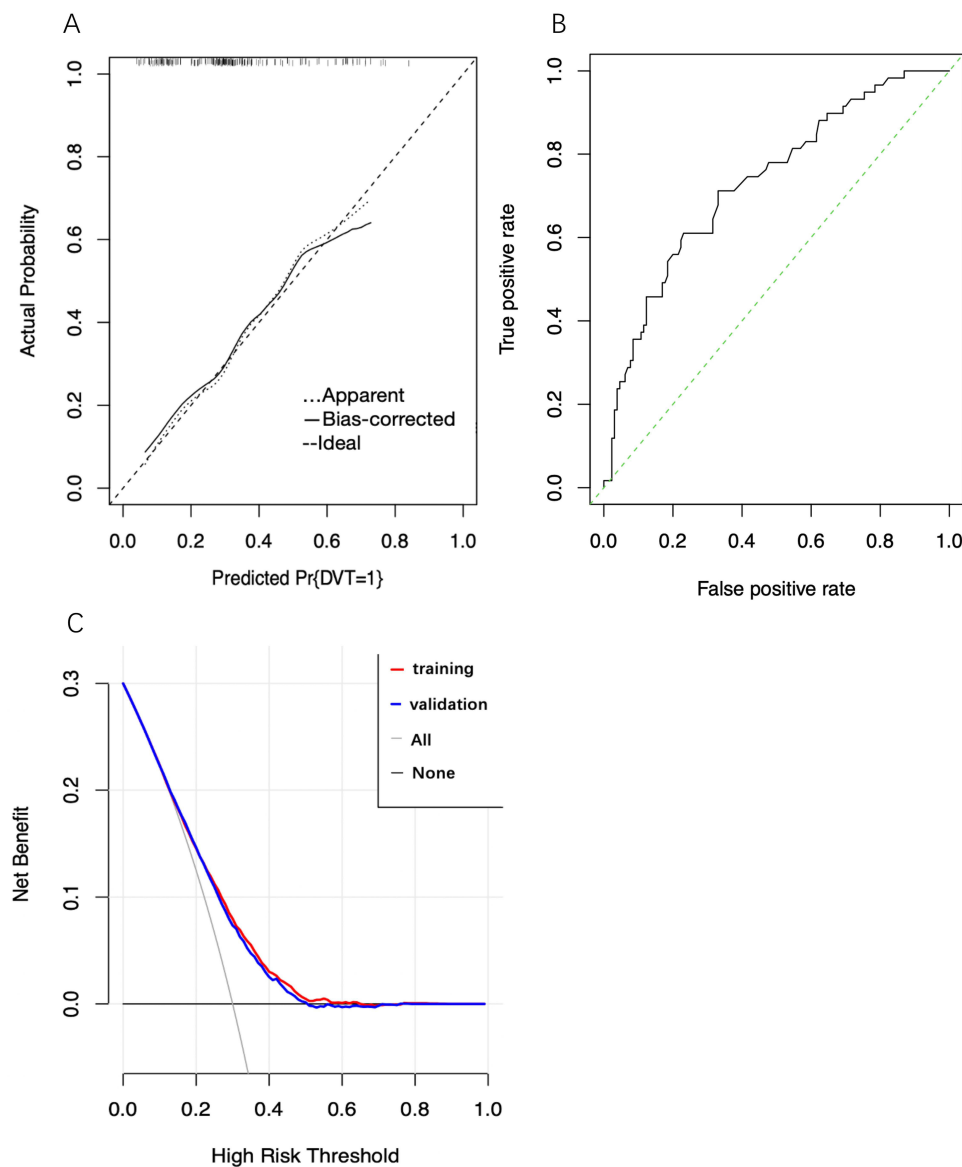 A
1.0
0.8
0.6
0.4
0.2
0.0
Actual Probability
...Apparent
—Bias-corrected
--Ideal
0.0 0.2 0.4 0.6 0.8 1.0
Predicted Pr{DVT=1}
B
1.0
0.8
0.6
0.4
0.2
0.0
True positive rate
0.0 0.2 0.4 0.6 0.8 1.0
False positive rate
C
0.3
0.2
0.1
0.0
Net Benefit
training
validation
All
None
0.0 0.2 0.4 0.6 0.8 1.0
High Risk Threshold